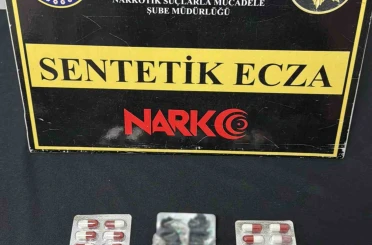 NARKOTİK SUÇLARLA MÜCADELE
ŞUBE MÜDÜRLÜĞÜ
SENTETİK ECZA
NARKO